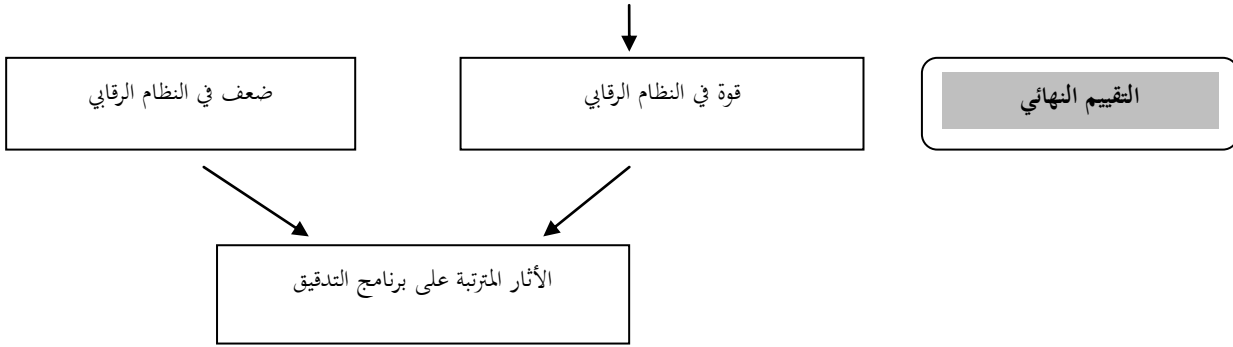 التقييم النهائي
قوة في النظام الرقابي
ضعف في النظام الرقابي
الأثار المترتبة على برنامج التدقيق